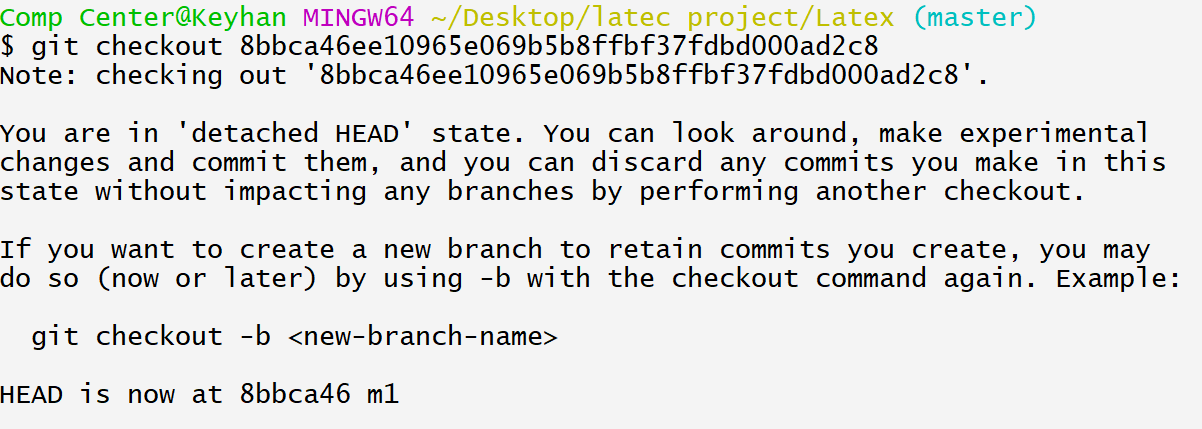 Comp Center@Keyhan MINGW64 ~/Desktop/latec project/Latex (master)
$ git checkout 8bbca46ee10965e069b5b8ffbf37fdbd000ad2c8
Note: checking out '8bbca46ee10965e069b5b8ffbf37fdbd000ad2c8'.

You are in 'detached HEAD' state. You can look around, make experimental
changes and commit them, and you can discard any commits you make in this
state without impacting any branches by performing another checkout.

If you want to create a new branch to retain commits you create, you may
do so (now or later) by using -b with the checkout command again. Example:

  git checkout -b <new-branch-name>

HEAD is now at 8bbca46 m1